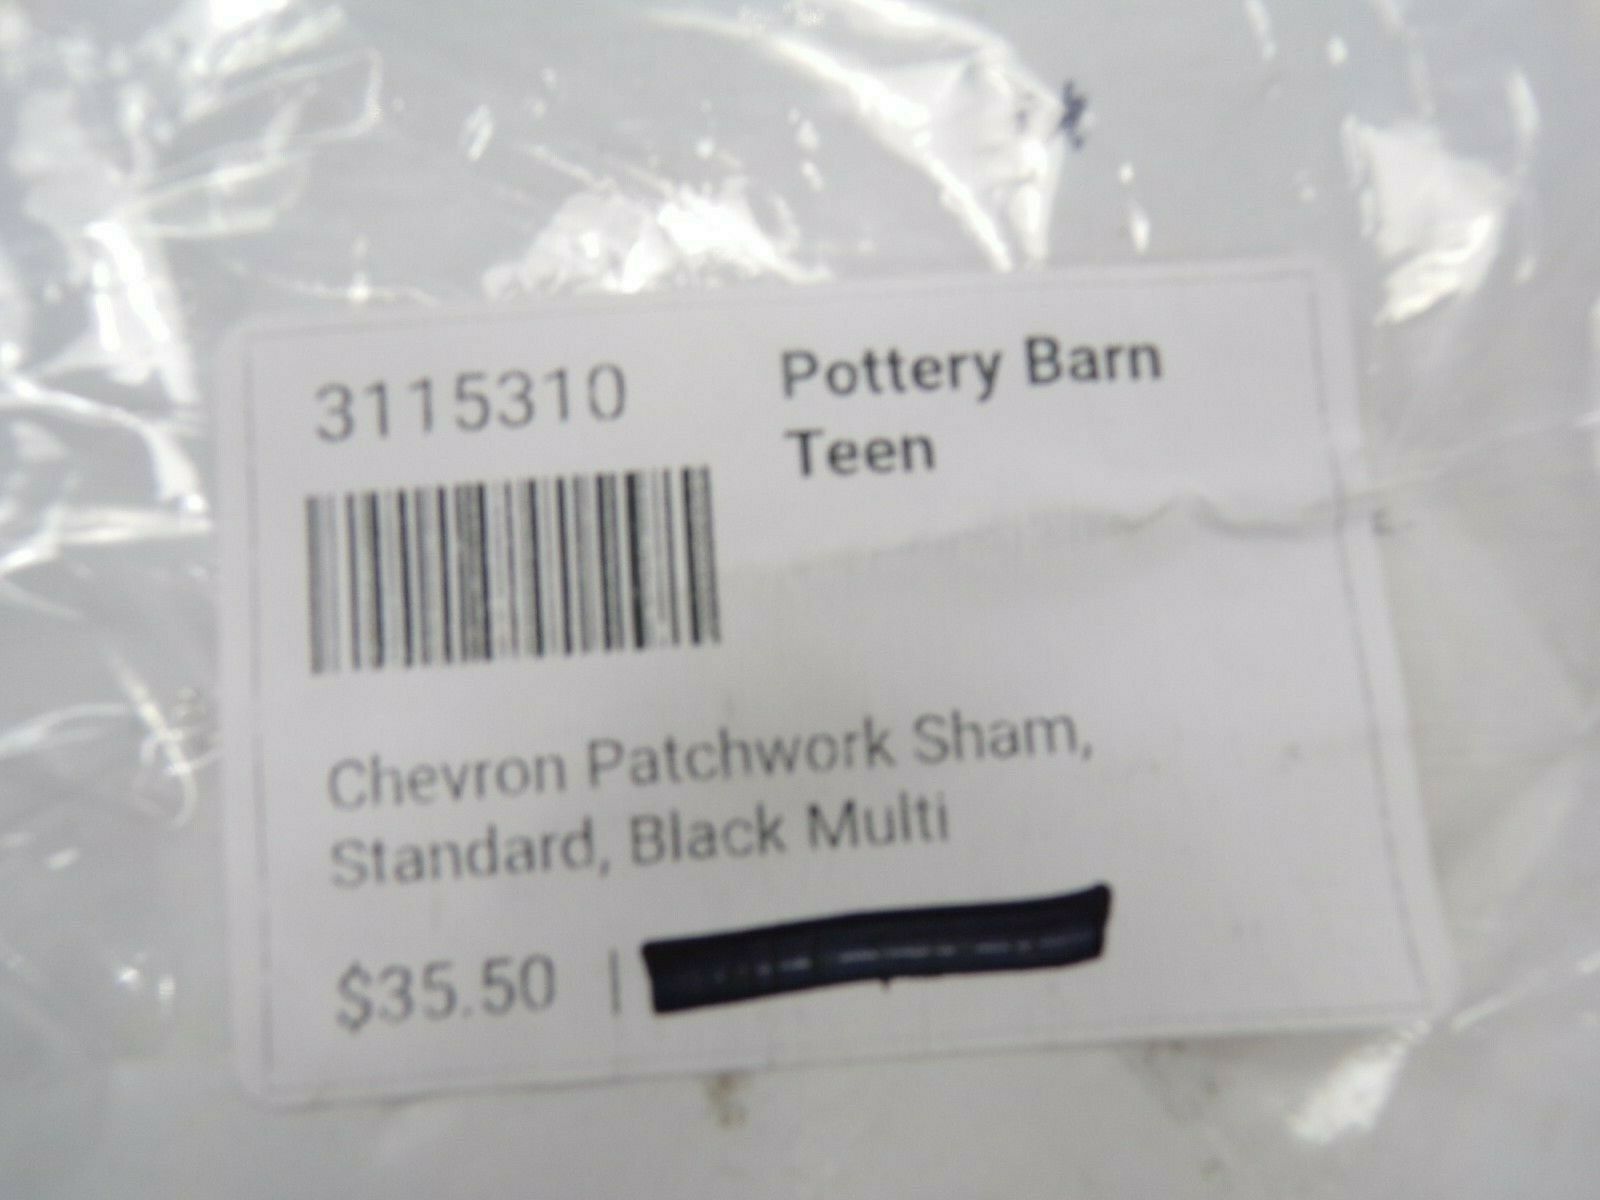 3115310
Pottery Barn
Teen
Chevron Patchwork Sham,
Standard, Black Multi
$35.50 |